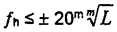 fₕ ≤ ± 20ᵐᵐ√L